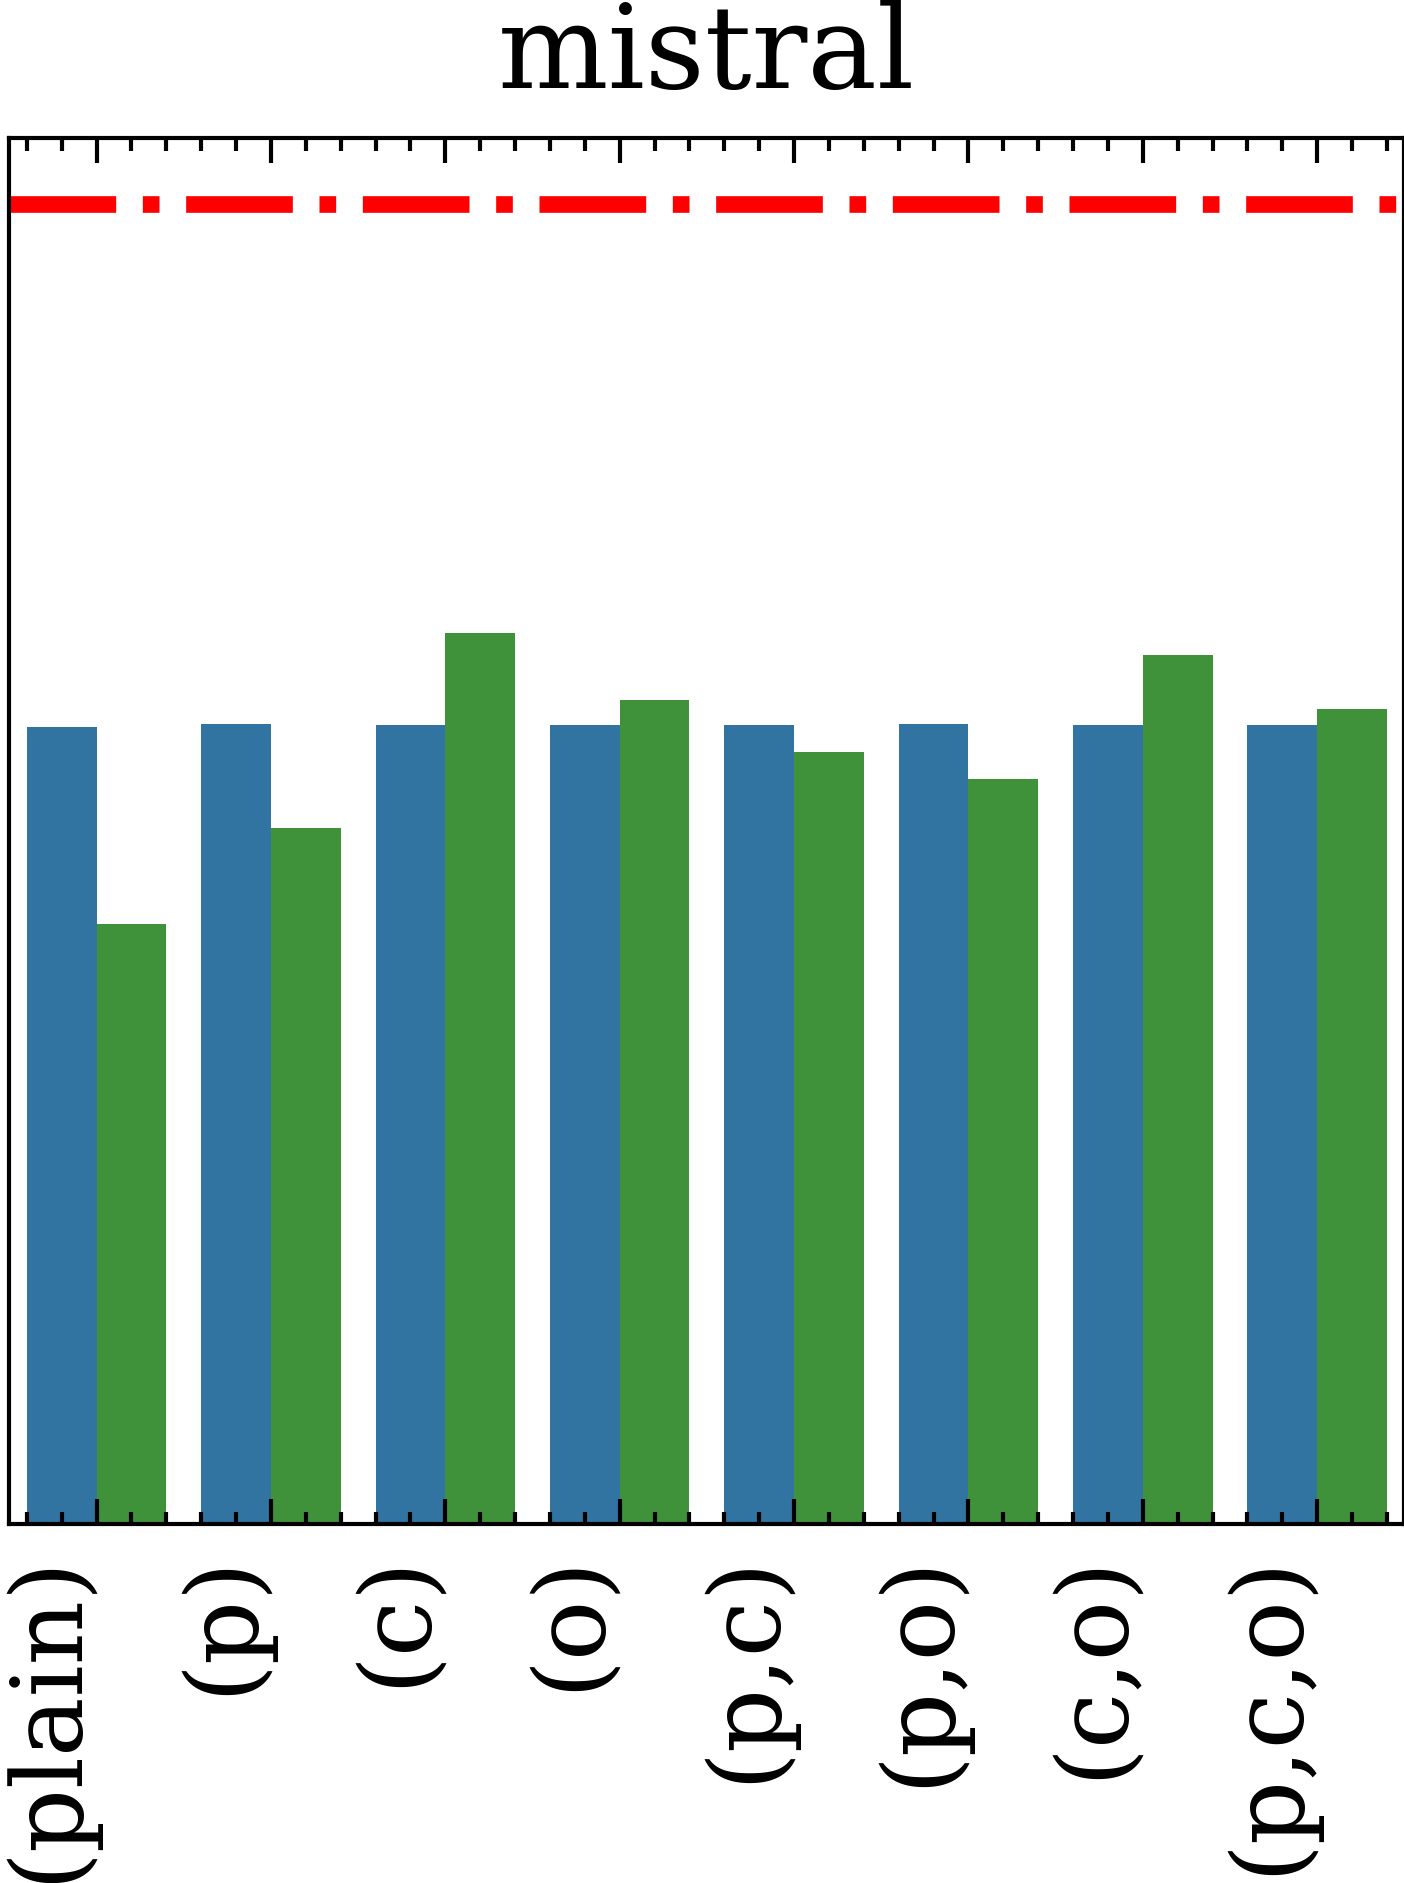 mistral
(plain)
(p)
(c)
(o)
(p,c)
(p,o)
(c,o)
(p,c,o)